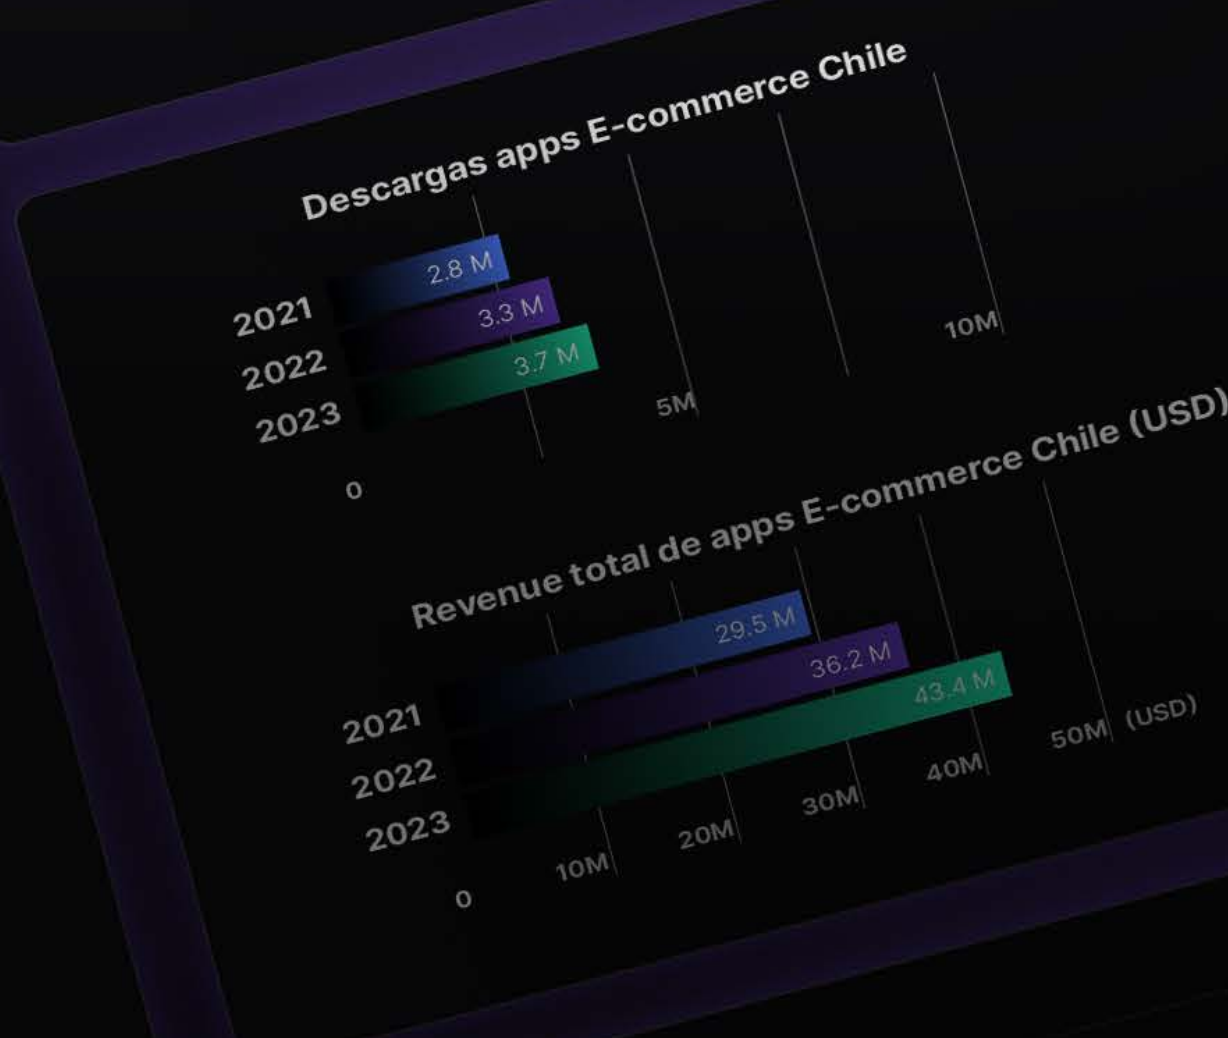 Descargas apps E-commerce Chile
2021 2.8 M
2022 3.3 M
2023 3.7 M
0 5M 10M
Revenue total de apps E-commerce Chile (USD)
2021 29.5 M
2022 36.2 M
2023 43.4 M
0 10M 20M 30M 40M 50M (USD)